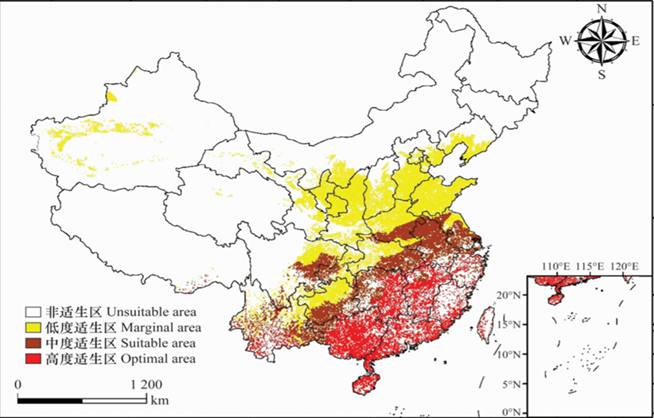 N
W E
S
非适生区 Unsuitable area
低度适生区 Marginal area
中度适生区 Suitable area
高度适生区 Optimal area
0 1 200
km
110°E 115°E 120°E
20°N
15°N
10°N
5°N
0°N